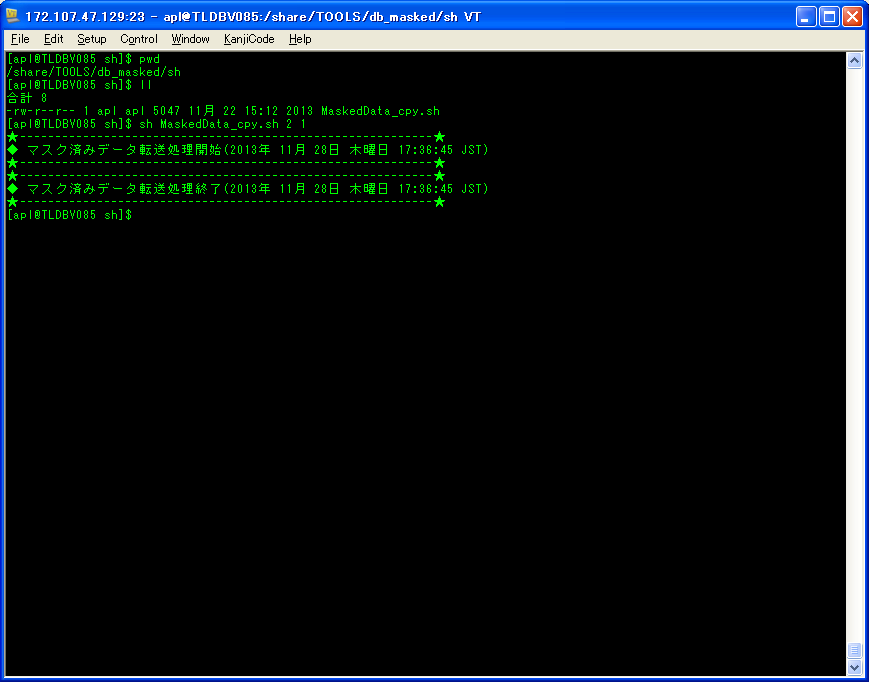 172.107.47.129:23 - apl@TLDBV085:/share/TOOLS/db_masked/sh VT
File Edit Setup Control Window KanjiCode Help
[apl@TLDBV085 sh]$ pwd
/share/TOOLS/db_masked/sh
[apl@TLDBV085 sh]$ ll
合計 8
-rw-r--r-- 1 apl apl 5047 11月 22 15:12 2013 MaskedData_cpy.sh
[apl@TLDBV085 sh]$ sh MaskedData_cpy.sh 2 1
★------------------------------------------------------------★
◆ マスク済みデータ転送処理開始(2013年 11月 28日 木曜日 17:36:45 JST)
★------------------------------------------------------------★
★------------------------------------------------------------★
◆ マスク済みデータ転送処理終了(2013年 11月 28日 木曜日 17:36:45 JST)
★------------------------------------------------------------★
[apl@TLDBV085 sh]$